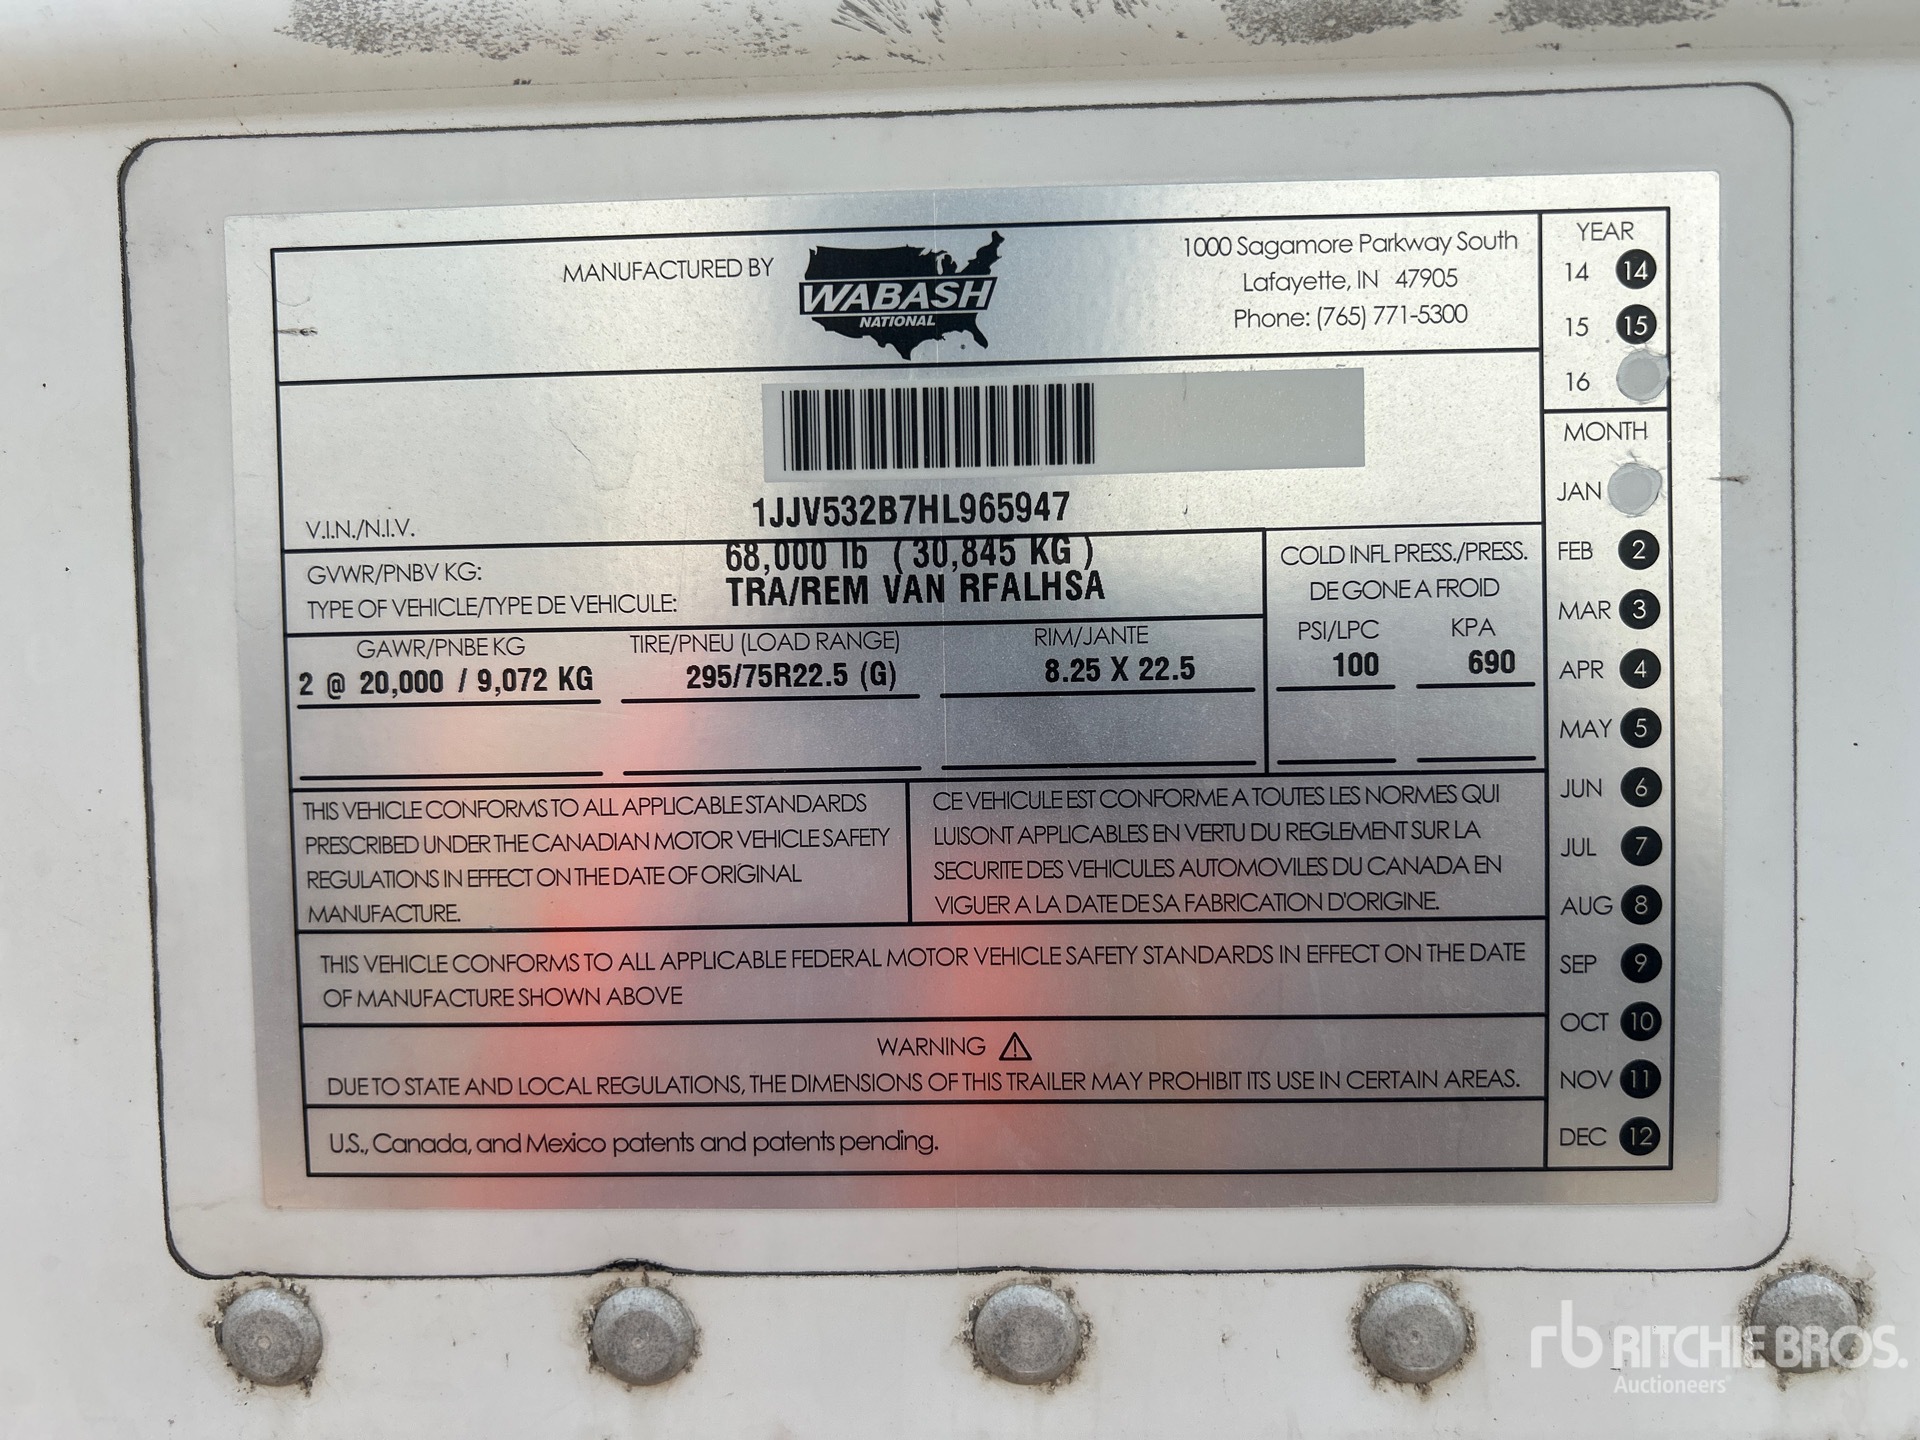 MANUFACTURED BY
WABASH
NATIONAL
1000 Sagamore Parkway South
Lafayette, IN 47905
Phone: (765) 771-5300
V.I.N./N.I.V.
1JJV532B7HL965947
GVWR/PNBV KG:
68,000 lb (30,845 KG)
TYPE OF VEHICLE/TYPE DE VEHICULE:
TRA/REM VAN RFALHSA
COLD INFL PRESS./PRESS.
DE GONE A FROID
GAWR/PNBE KG
TIRE/PNEU (LOAD RANGE)
RIM/JANTE
PSI/LPC
KPA
2 @ 20,000 / 9,072 KG
295/75R22.5 (G)
8.25 X 22.5
100
690
THIS VEHICLE CONFORMS TO ALL APPLICABLE STANDARDS
PRESCRIBED UNDER THE CANADIAN MOTOR VEHICLE SAFETY
REGULATIONS IN EFFECT ON THE DATE OF ORIGINAL
MANUFACTURE.
CE VEHICULE EST CONFORME A TOUTES LES NORMES QUI
LUISONT APPLICABLES EN VERTU DU REGLEMENT SUR LA
SECURITE DES VEHICULES AUTOMOVILES DU CANADA EN
VIGUER A LA DATE DE SA FABRICATION D'ORIGINE.
THIS VEHICLE CONFORMS TO ALL APPLICABLE FEDERAL MOTOR VEHICLE SAFETY STANDARDS IN EFFECT ON THE DATE
OF MANUFACTURE SHOWN ABOVE
WARNING
DUE TO STATE AND LOCAL REGULATIONS, THE DIMENSIONS OF THIS TRAILER MAY PROHIBIT ITS USE IN CERTAIN AREAS.
U.S., Canada, and Mexico patents and patents pending.
YEAR
14 14
15 15
16
MONTH
JAN
FEB 2
MAR 3
APR 4
MAY 5
JUN 6
JUL 7
AUG 8
SEP 9
OCT 10
NOV 11
DEC 12
rb RITCHIE BROS.
Auctioneers